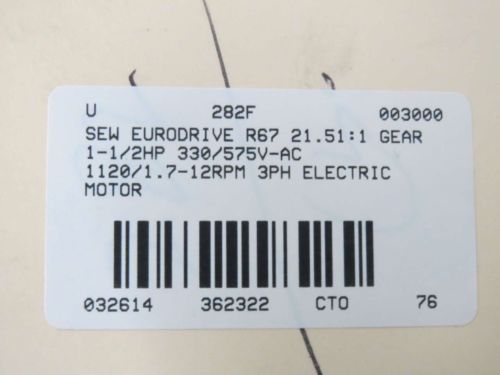 U 282F 003000
SEW EURODRIVE R67 21.51:1 GEAR
1-1/2HP 330/575V-AC
1120/1.7-12RPM 3PH ELECTRIC
MOTOR
032614 362322 CTO 76